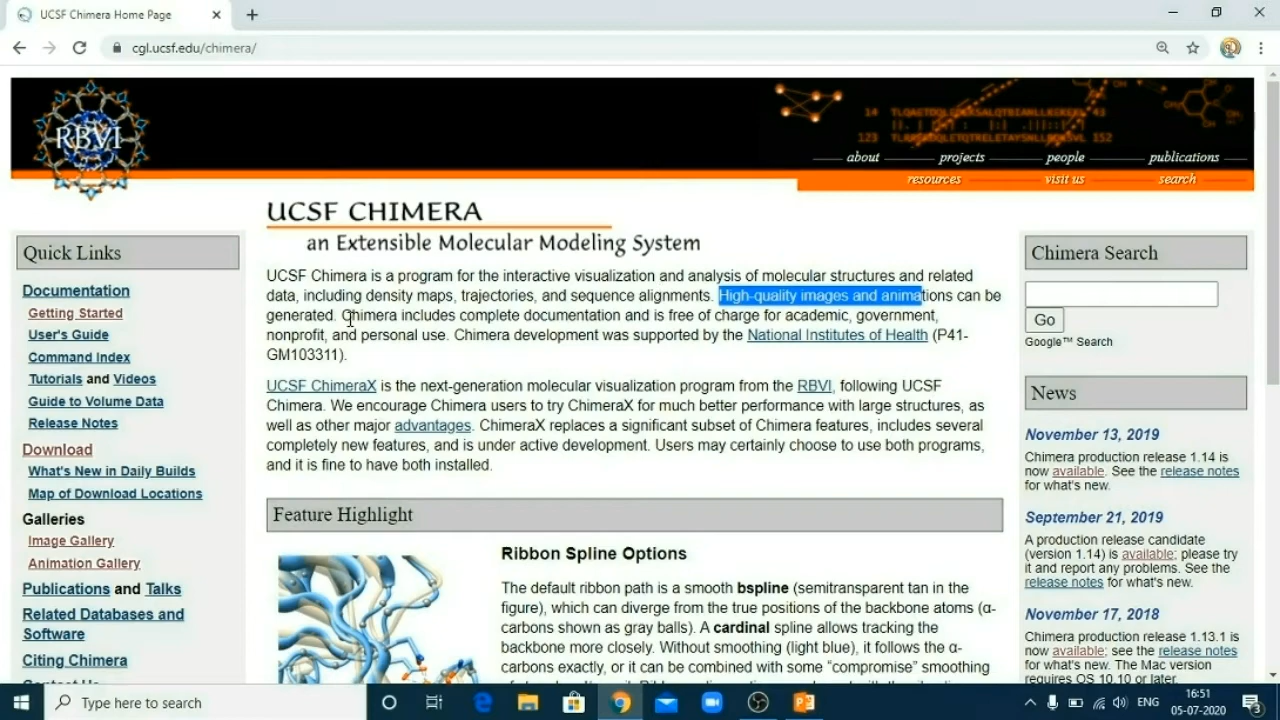 UCSF Chimera Home Page
cgl.ucsf.edu/chimera/
RBVI
14 TLQAETDQLEDKKSALQTBIANLLKEKEKL 43
123 152
about projects people publications
resources visit us search
UCSF CHIMERA
an Extensible Molecular Modeling System
UCSF Chimera is a program for the interactive visualization and analysis of molecular structures and related
data, including density maps, trajectories, and sequence alignments. High-quality images and animations can be
generated. Chimera includes complete documentation and is free of charge for academic, government,
nonprofit, and personal use. Chimera development was supported by the National Institutes of Health (P41-
GM103311).
UCSF ChimeraX is the next-generation molecular visualization program from the RBVI, following UCSF
Chimera. We encourage Chimera users to try ChimeraX for much better performance with large structures, as
well as other major advantages. ChimeraX replaces a significant subset of Chimera features, includes several
completely new features, and is under active development. Users may certainly choose to use both programs,
and it is fine to have both installed.
Feature Highlight
Ribbon Spline Options
The default ribbon path is a smooth bspline (semitransparent tan in the
figure), which can diverge from the true positions of the backbone atoms (α-
carbons shown as gray balls). A cardinal spline allows tracking the
backbone more closely. Without smoothing (light blue), it follows the α-
carbons exactly, or it can be combined with some “compromise” smoothing
Quick Links
Documentation
Getting Started
User's Guide
Command Index
Tutorials and Videos
Guide to Volume Data
Release Notes
Download
What's New in Daily Builds
Map of Download Locations
Galleries
Image Gallery
Animation Gallery
Publications and Talks
Related Databases and
Software
Citing Chimera
Chimera Search
Go
Google™ Search
News
November 13, 2019
Chimera production release 1.14 is
now available. See the release notes
for what's new.
September 21, 2019
A production release candidate
(version 1.14) is available; please try
it and report any problems. See the
release notes for what's new.
November 17, 2018
Chimera production release 1.13.1 is
now available; see the release notes
for what's new. The Mac version
requires OS 10.10 or later.
Type here to search
ENG
16:51
05-07-2020
3